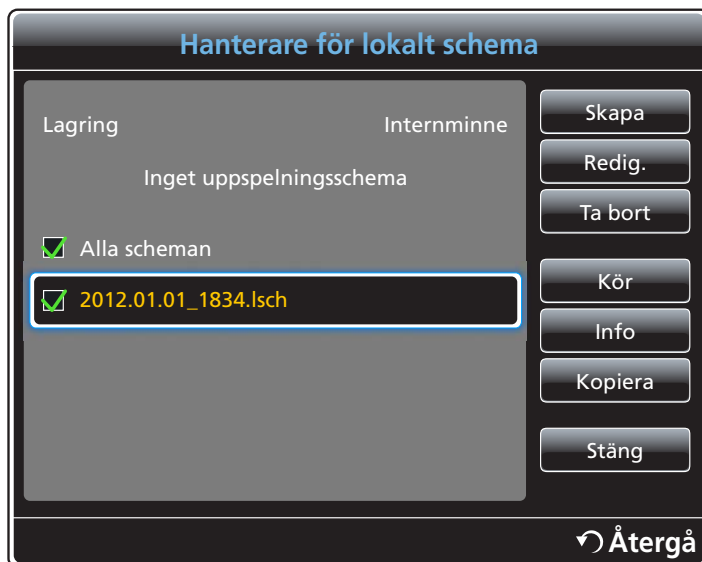 Hanterare för lokalt schema
Lagring Internminne
Inget uppspelningsschema
Alla scheman
2012.01.01_1834.lsch
Skapa
Redig.
Ta bort
Kör
Info
Kopiera
Stäng
Återgå